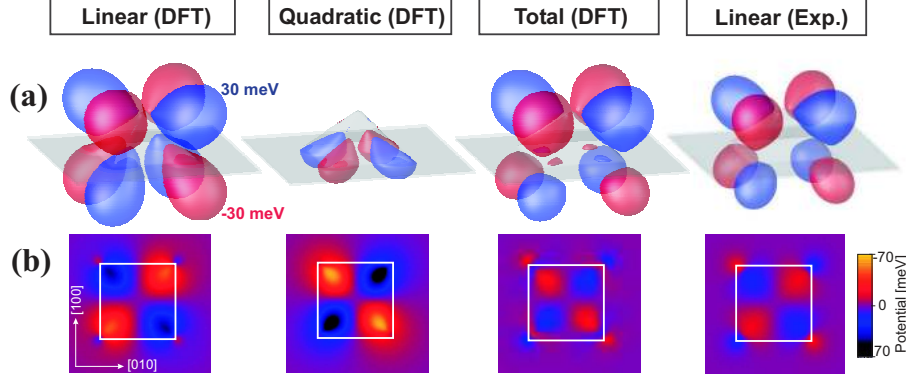 Linear (DFT)
Quadratic (DFT)
Total (DFT)
Linear (Exp.)
(a)
30 meV
-30 meV
(b)
[100]
[010]
-70
0
70
Potential [meV]